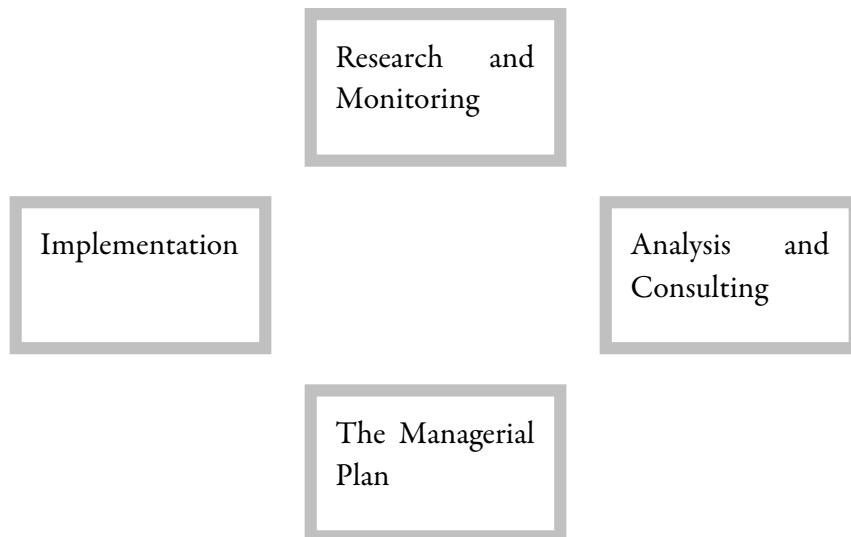 Research and
Monitoring
Implementation
Analysis and
Consulting
The Managerial
Plan